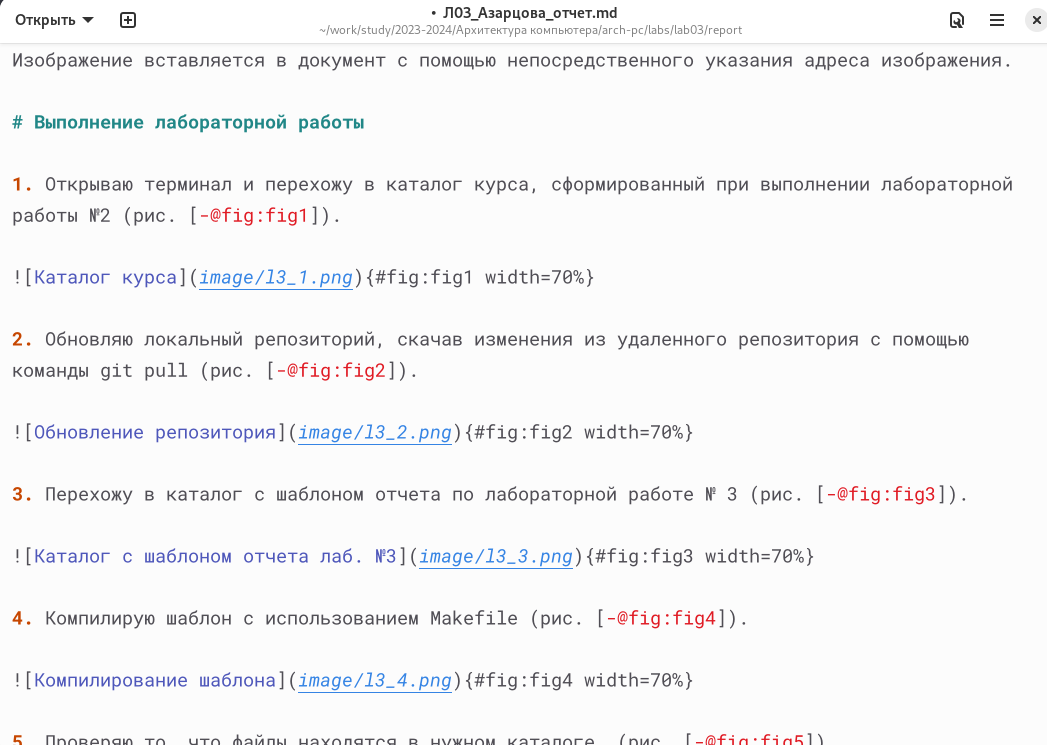 Открыть
• Л03_Азарцова_отчет.md
~/work/study/2023-2024/Архитектура компьютера/arch-pc/labs/lab03/report
Изображение вставляется в документ с помощью непосредственного указания адреса изображения.
# Выполнение лабораторной работы
1. Открываю терминал и перехожу в каталог курса, сформированный при выполнении лабораторной
работы №2 (рис. [-@fig:fig1]).
![Каталог курса](image/l3_1.png){#fig:fig1 width=70%}
2. Обновляю локальный репозиторий, скачав изменения из удаленного репозитория с помощью
команды git pull (рис. [-@fig:fig2]).
![Обновление репозитория](image/l3_2.png){#fig:fig2 width=70%}
3. Перехожу в каталог с шаблоном отчета по лабораторной работе № 3 (рис. [-@fig:fig3]).
![Каталог с шаблоном отчета лаб. №3](image/l3_3.png){#fig:fig3 width=70%}
4. Компилирую шаблон с использованием Makefile (рис. [-@fig:fig4]).
![Компилирование шаблона](image/l3_4.png){#fig:fig4 width=70%}
5. Проверяю то, что файлы находятся в нужном каталоге (рис. [-@fig:fig5])